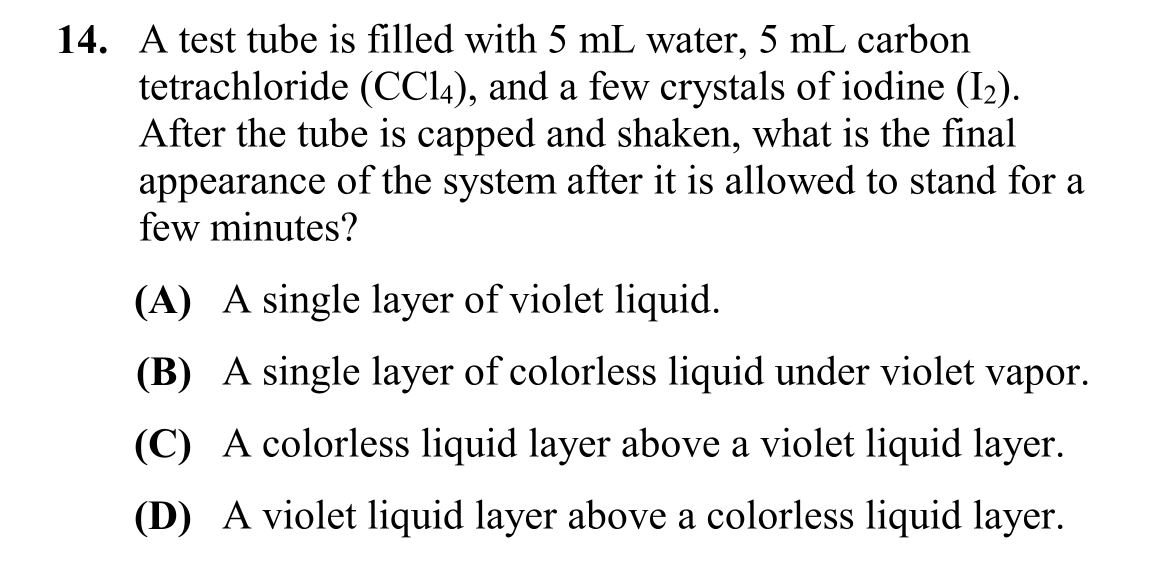 14. A test tube is filled with 5 mL water, 5 mL carbon
tetrachloride (CCl₄), and a few crystals of iodine (I₂).
After the tube is capped and shaken, what is the final
appearance of the system after it is allowed to stand for a
few minutes?
(A) A single layer of violet liquid.
(B) A single layer of colorless liquid under violet vapor.
(C) A colorless liquid layer above a violet liquid layer.
(D) A violet liquid layer above a colorless liquid layer.